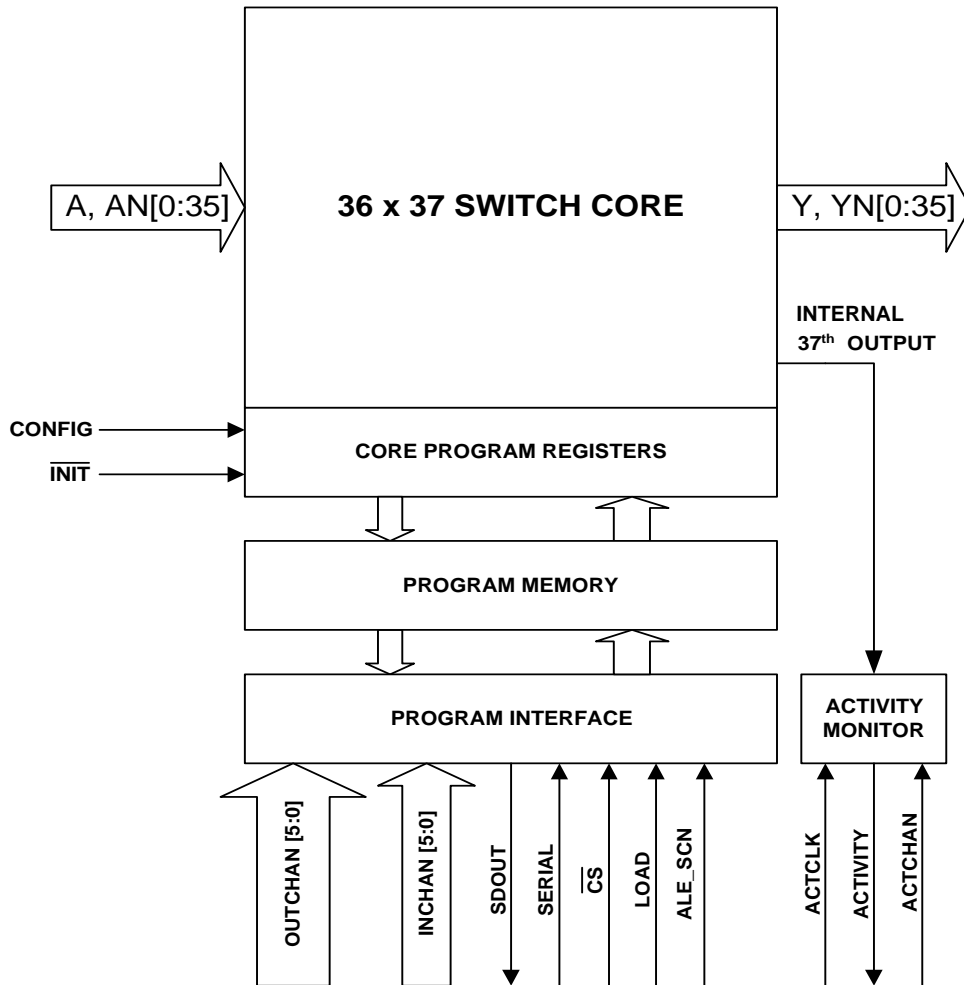 36 x 37 SWITCH CORE
A, AN[0:35]
Y, YN[0:35]
INTERNAL
37th OUTPUT
CONFIG
INIT
CORE PROGRAM REGISTERS
PROGRAM MEMORY
PROGRAM INTERFACE
ACTIVITY
MONITOR
OUTCHAN [5:0]
INCHAN [5:0]
SDOUT
SERIAL
CS
LOAD
ALE_SCN
ACTCLK
ACTIVITY
ACTCHAN